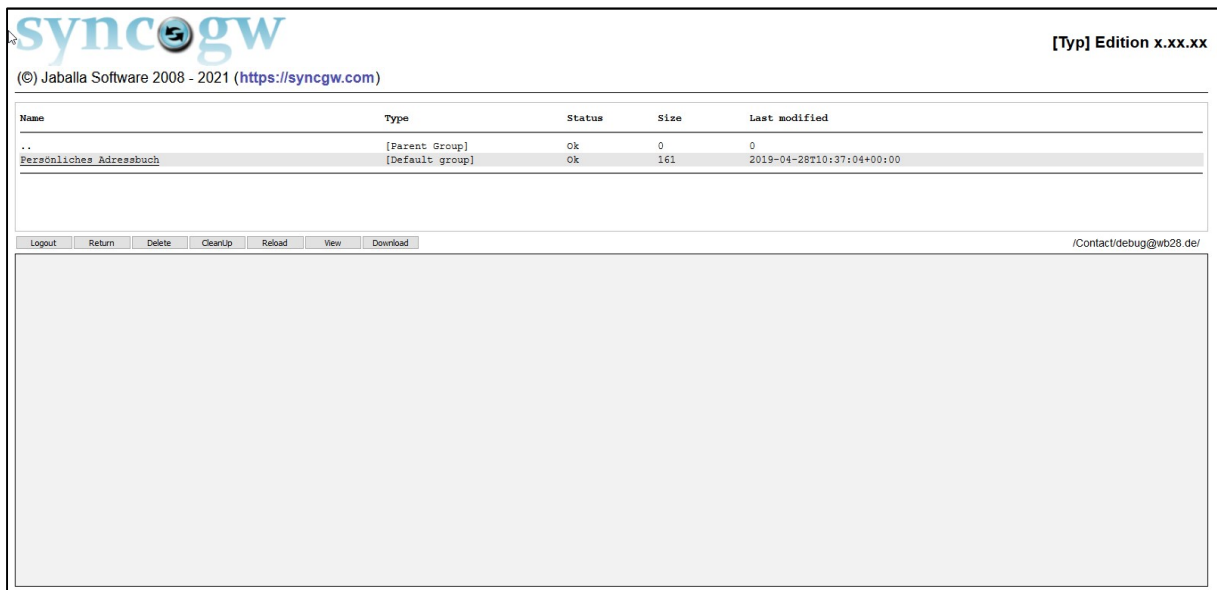 syncgw
[Typ] Edition x.xx.xx
(©) Jaballa Software 2008 - 2021 (https://syncgw.com)
Name Type Status Size Last modified
.. [Parent Group] Ok 0 0
Persönliches Adressbuch [Default group] Ok 161 2019-04-28T10:37:04+00:00
Logout Return Delete CleanUp Reload View Download /Contact/debug@wb28.de/